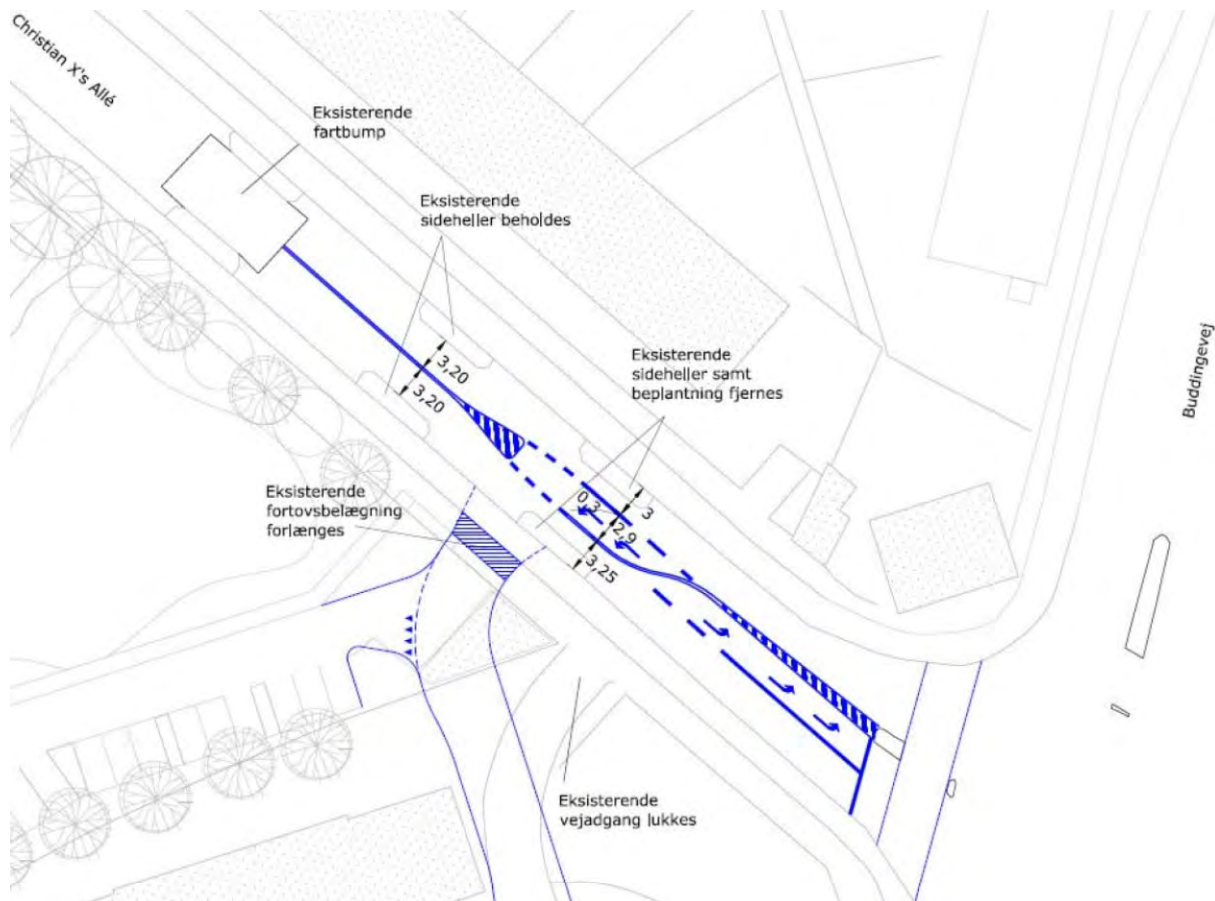 Christian X's Allé
Eksisterende
fartbump
Eksisterende
sideheller beholdes
Eksisterende
sideheller samt
beplantning fjernes
Buddingevej
3,20
3,20
Eksisterende
fortovsbelægning
forlænges
0,3
3
2,9
3,25
Eksisterende
vejadgang lukkes